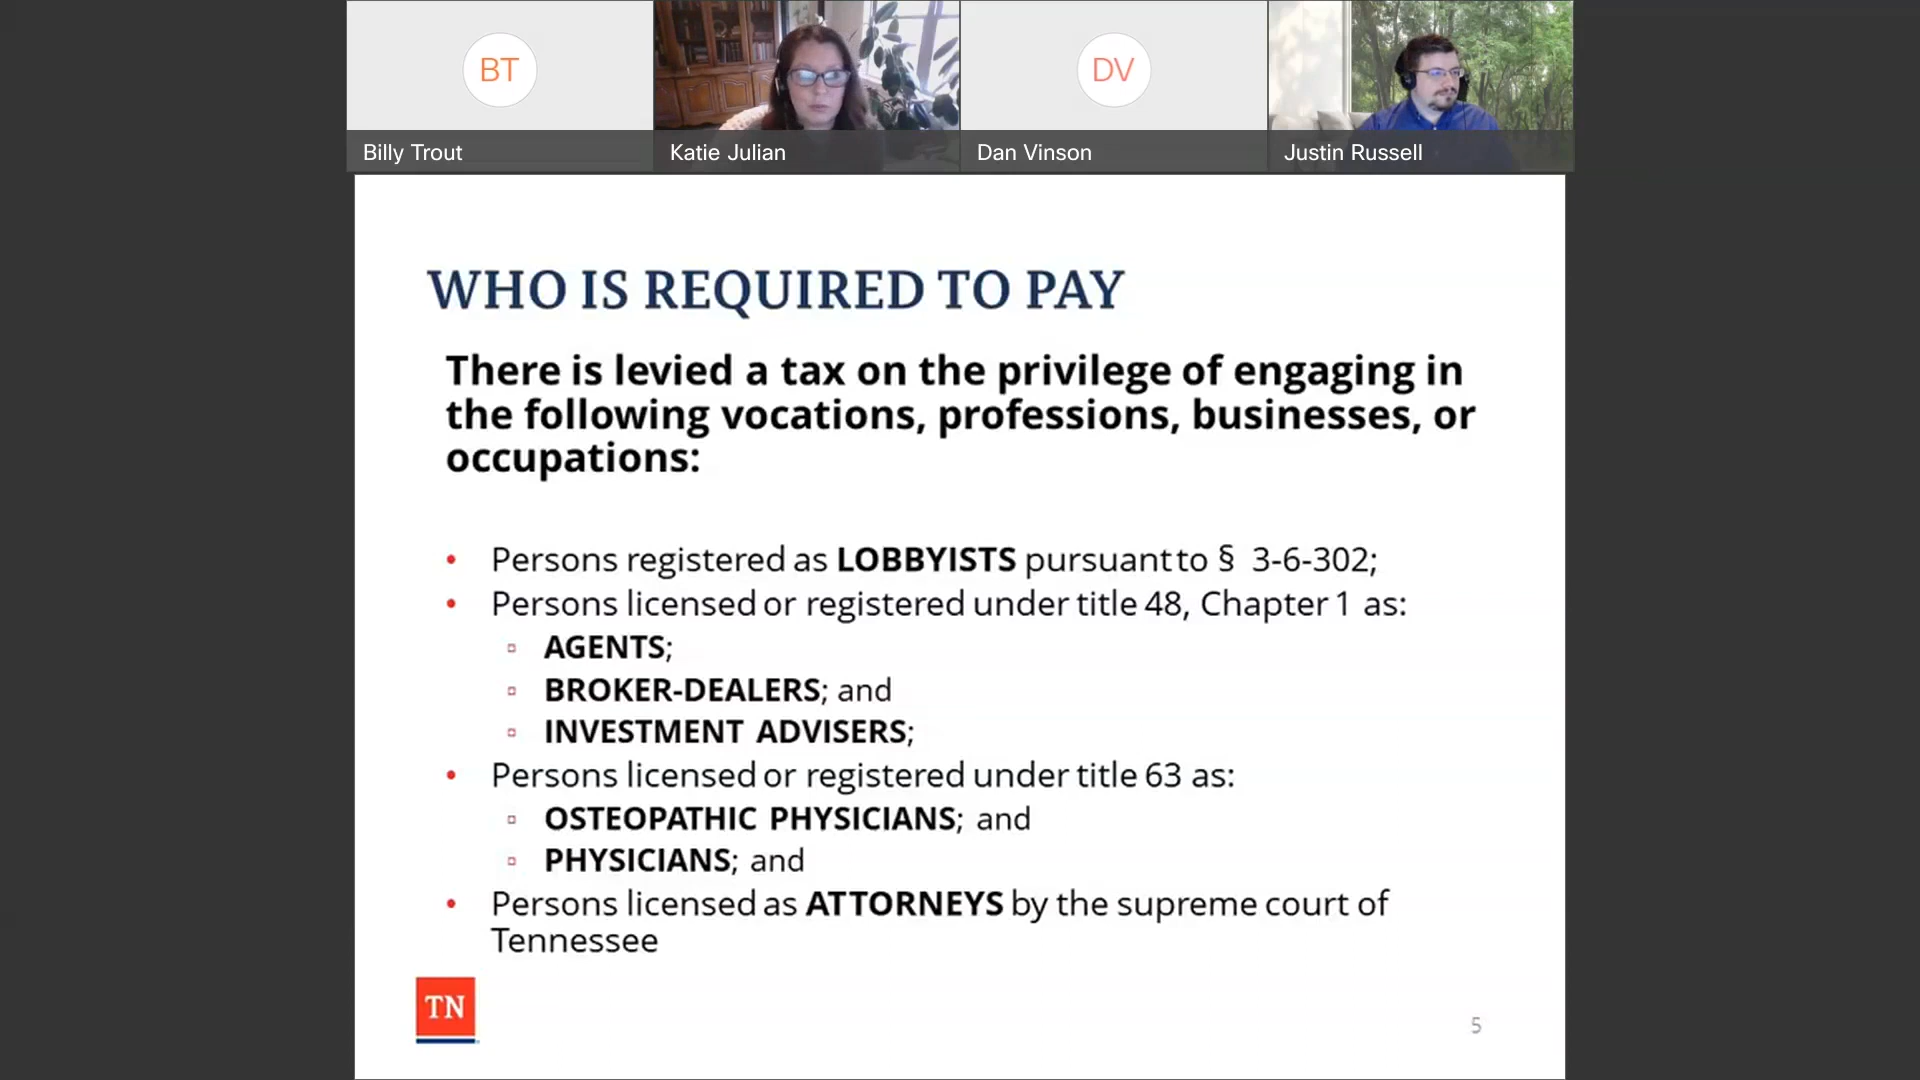 BT
DV
Billy Trout
Katie Julian
Dan Vinson
Justin Russell
WHO IS REQUIRED TO PAY
There is levied a tax on the privilege of engaging in
the following vocations, professions, businesses, or
occupations:
• Persons registered as LOBBYISTS pursuant to § 3-6-302;
• Persons licensed or registered under title 48, Chapter 1 as:
▫ AGENTS;
▫ BROKER-DEALERS; and
▫ INVESTMENT ADVISERS;
• Persons licensed or registered under title 63 as:
▫ OSTEOPATHIC PHYSICIANS; and
▫ PHYSICIANS; and
• Persons licensed as ATTORNEYS by the supreme court of
Tennessee
TN
5